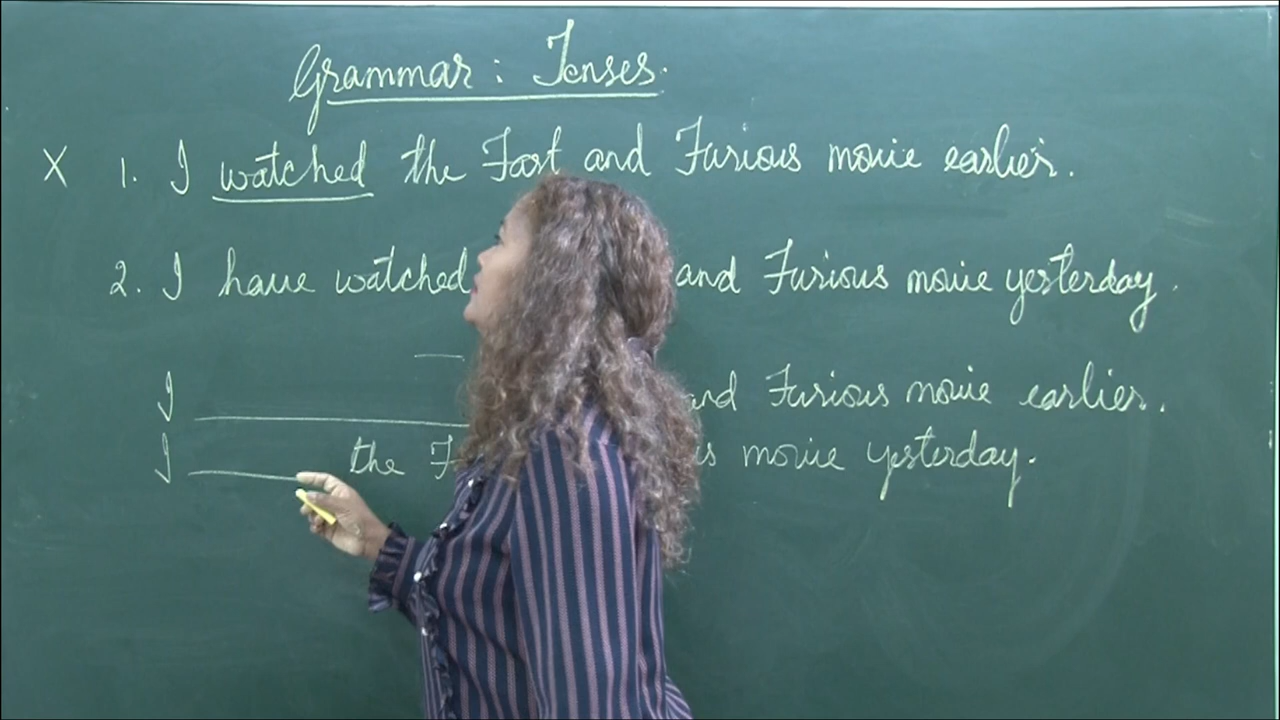 Grammar: Tenses.
X 1. I watched the Fast and Furious movie earlier.
2. I have watched and Furious movie yesterday.
I and Furious movie earlier.
I the movie yesterday.